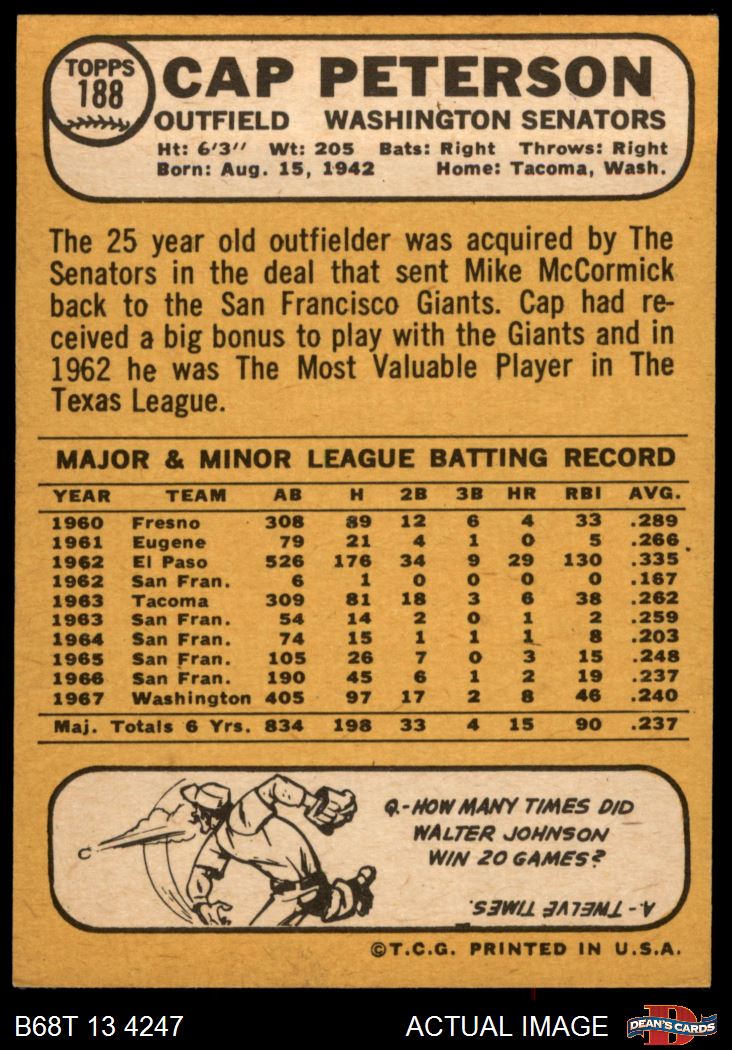 TOPPS
188
CAP PETERSON
OUTFIELD WASHINGTON SENATORS
Ht: 6'3" Wt: 205 Bats: Right Throws: Right
Born: Aug. 15, 1942 Home: Tacoma, Wash.
The 25 year old outfielder was acquired by The
Senators in the deal that sent Mike McCormick
back to the San Francisco Giants. Cap had re-
ceived a big bonus to play with the Giants and in
1962 he was The Most Valuable Player in The
Texas League.
MAJOR & MINOR LEAGUE BATTING RECORD
YEAR TEAM AB H 2B 3B HR RBI AVG.
1960 Fresno 308 89 12 6 4 33 .289
1961 Eugene 79 21 4 1 0 5 .266
1962 El Paso 526 176 34 9 29 130 .335
1962 San Fran. 6 1 0 0 0 0 .167
1963 Tacoma 309 81 18 3 6 38 .262
1963 San Fran. 54 14 2 0 1 2 .259
1964 San Fran. 74 15 1 1 1 8 .203
1965 San Fran. 105 26 7 0 3 15 .248
1966 San Fran. 190 45 6 1 2 19 .237
1967 Washington 405 97 17 2 8 46 .240
Maj. Totals 6 Yrs. 834 198 33 4 15 90 .237
Q.-HOW MANY TIMES DID
WALTER JOHNSON
WIN 20 GAMES?
A-TWELVE TIMES.
©T.C.G. PRINTED IN U.S.A.
B68T 13 4247 ACTUAL IMAGE DEAN'S CARDS